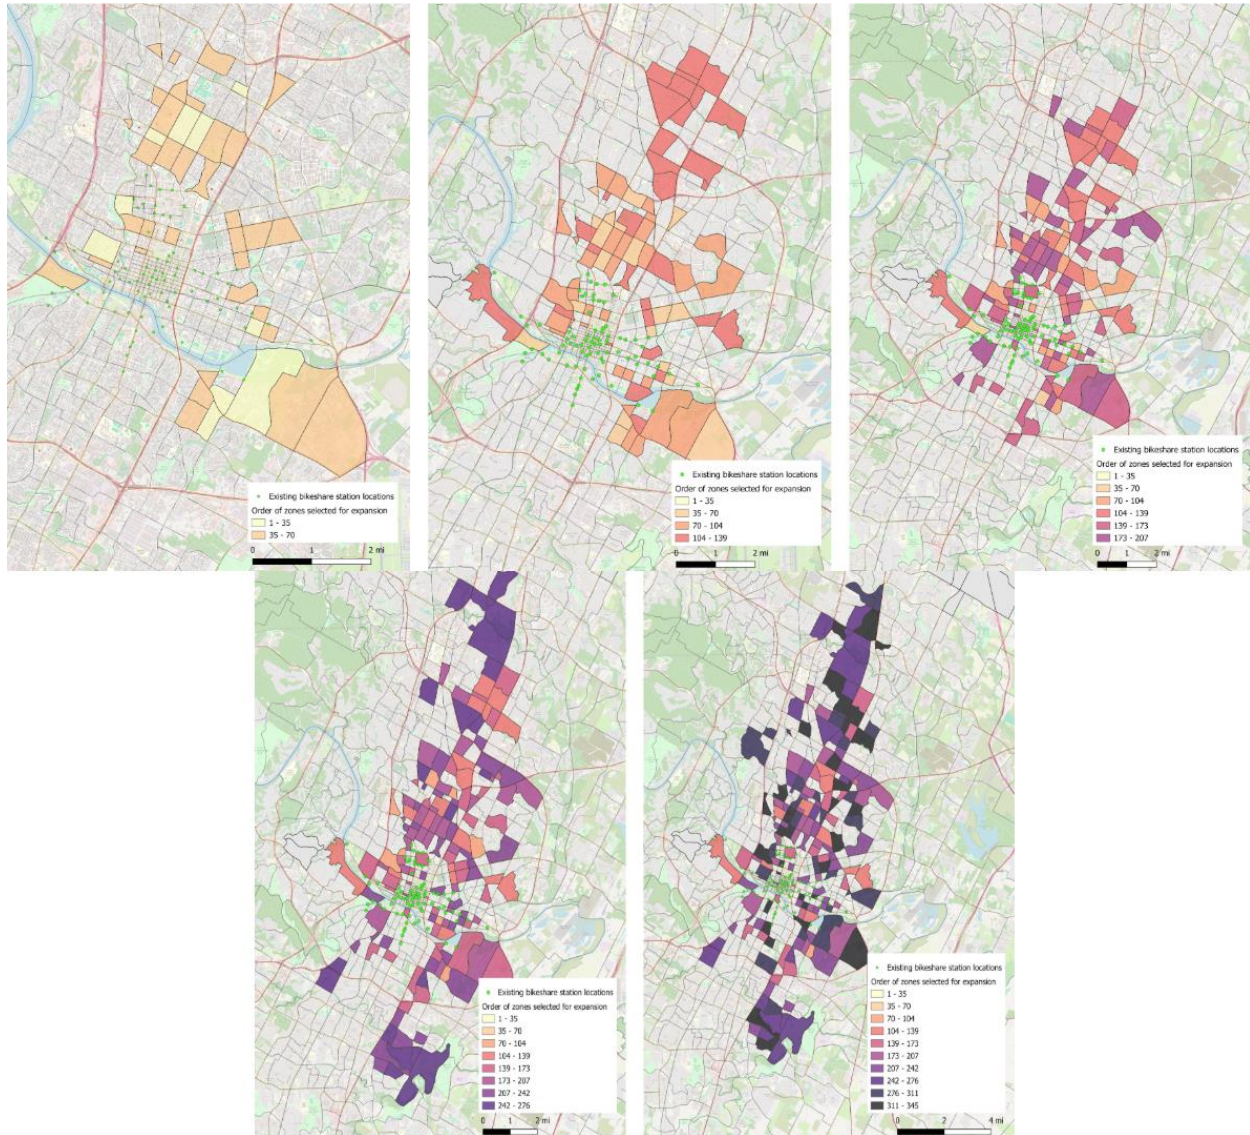 Existing bikeshare station locations
Order of zones selected for expansion
1 - 35
35 - 70
0 1 2 mi
Existing bikeshare station locations
Order of zones selected for expansion
1 - 35
35 - 70
70 - 104
104 - 139
0 1 2 mi
Existing bikeshare station locations
Order of zones selected for expansion
1 - 35
35 - 70
70 - 104
104 - 139
139 - 173
173 - 207
0 1 2 mi
Existing bikeshare station locations
Order of zones selected for expansion
1 - 35
35 - 70
70 - 104
104 - 139
139 - 173
173 - 207
207 - 242
242 - 276
0 1 2 mi
Existing bikeshare station locations
Order of zones selected for expansion
1 - 35
35 - 70
70 - 104
104 - 139
139 - 173
173 - 207
207 - 242
242 - 276
276 - 311
311 - 345
0 2 4 mi